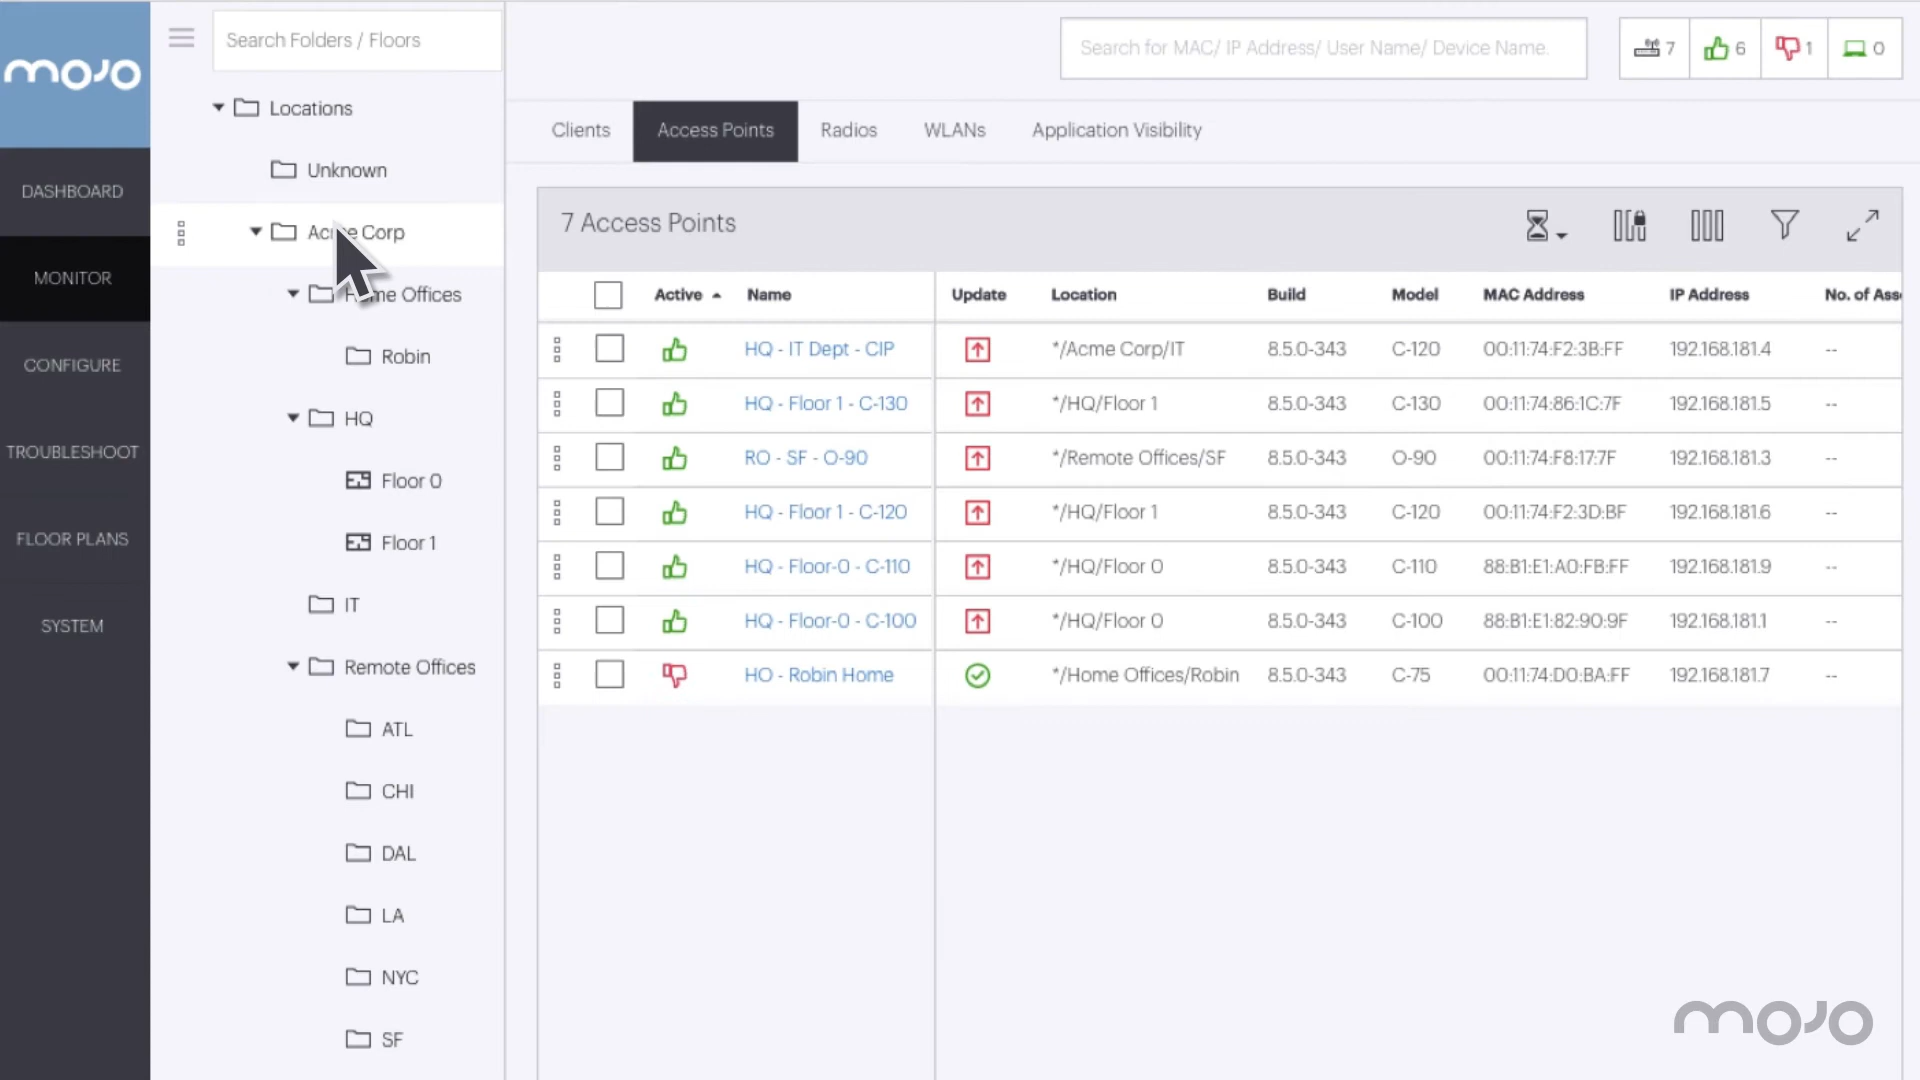 mojo
DASHBOARD
MONITOR
CONFIGURE
TROUBLESHOOT
FLOOR PLANS
SYSTEM
Search Folders / Floors
Locations
Unknown
Acme Corp
Home Offices
Robin
HQ
Floor 0
Floor 1
IT
Remote Offices
ATL
CHI
DAL
LA
NYC
SF
Search for MAC/ IP Address/ User Name/ Device Name.
7 6 1 0
Clients Access Points Radios WLANs Application Visibility
7 Access Points
Active Name Update Location Build Model MAC Address IP Address No. of Ass
HQ - IT Dept - CIP */Acme Corp/IT 8.5.0-343 C-120 00:11:74:F2:3B:FF 192.168.181.4 --
HQ - Floor 1 - C-130 */HQ/Floor 1 8.5.0-343 C-130 00:11:74:86:1C:7F 192.168.181.5 --
RO - SF - O-90 */Remote Offices/SF 8.5.0-343 O-90 00:11:74:F8:17:7F 192.168.181.3 --
HQ - Floor 1 - C-120 */HQ/Floor 1 8.5.0-343 C-120 00:11:74:F2:3D:BF 192.168.181.6 --
HQ - Floor-0 - C-110 */HQ/Floor 0 8.5.0-343 C-110 88:B1:E1:A0:FB:FF 192.168.181.9 --
HQ - Floor-0 - C-100 */HQ/Floor 0 8.5.0-343 C-100 88:B1:E1:82:90:9F 192.168.181.1 --
HO - Robin Home */Home Offices/Robin 8.5.0-343 C-75 00:11:74:D0:BA:FF 192.168.181.7 --
mojo